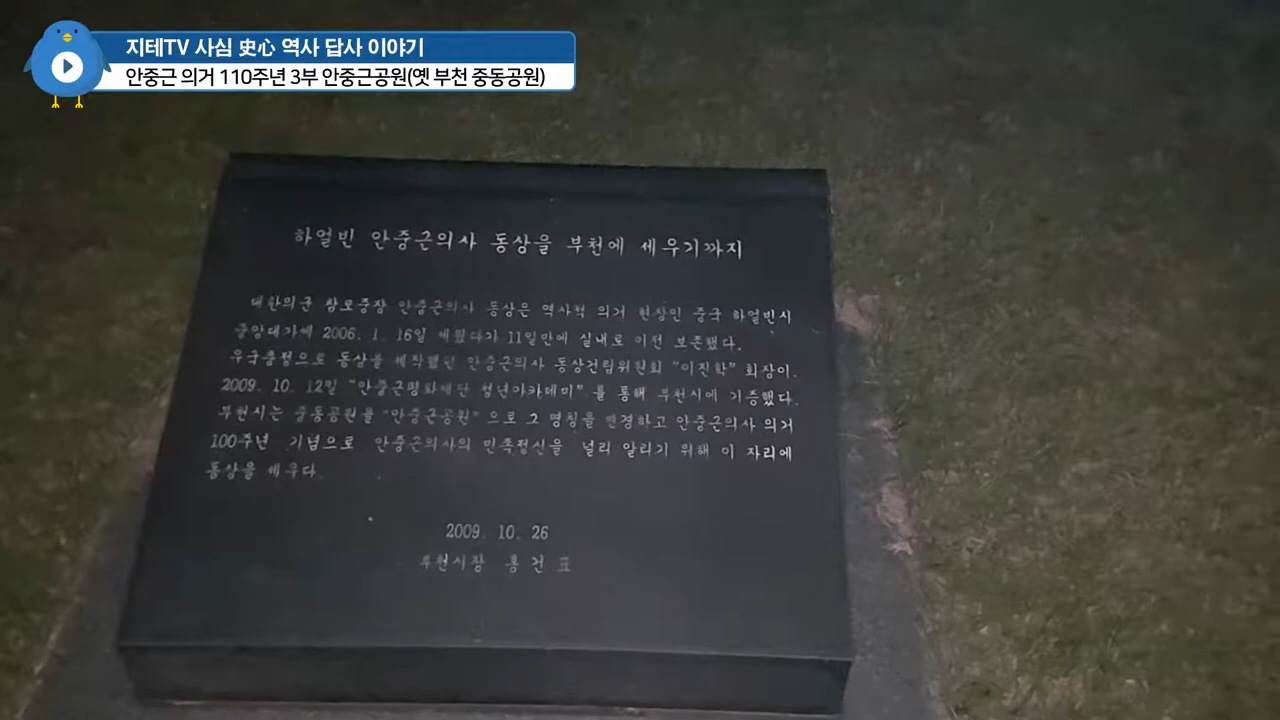 지테TV 사심 史心 역사 답사 이야기
안중근 의거 110주년 3부 안중근공원(옛 부천 중동공원)
하얼빈 안중근의사 동상을 부천에 세우기까지
대한의군 참모중장 안중근의사 동상은 역사적 의거 현장인 중국 하얼빈시
중앙대가에 2006. 1. 16일 세웠다가 11일만에 실내로 이전 보존했다.
우국충정으로 동상을 제작했던 안중근의사 동상건립위원회 "이진학" 회장이.
2009. 10. 12일 "안중근평화재단 청년아카데미" 를 통해 부천시에 기증했다.
부천시는 중동공원을 "안중근공원" 으로 그 명칭을 변경하고 안중근의사 의거
100주년 기념으로 안중근의사의 민족정신을 널리 알리기 위해 이 자리에
동상을 세우다.
2009. 10. 26
부천시장 홍 건 표